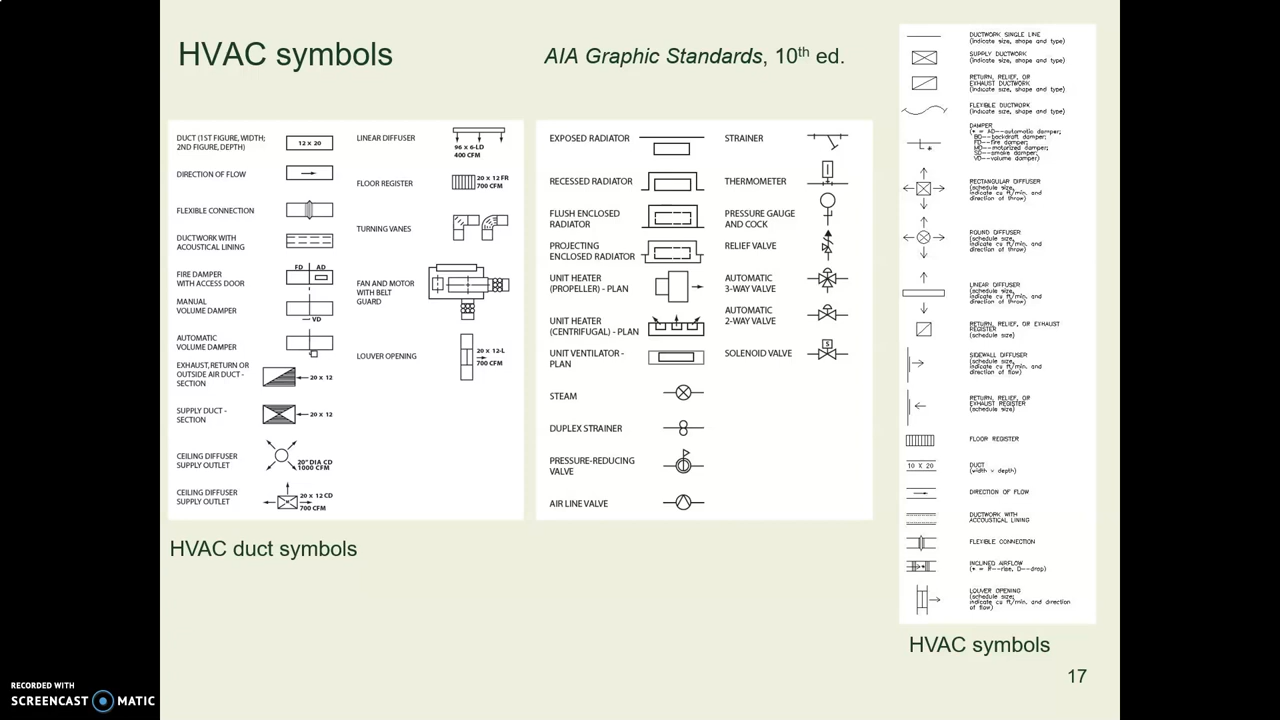 HVAC symbols
AIA Graphic Standards, 10th ed.
DUCT (1ST FIGURE, WIDTH;
2ND FIGURE, DEPTH)
12 X 20
DIRECTION OF FLOW
FLEXIBLE CONNECTION
DUCTWORK WITH
ACOUSTICAL LINING
FIRE DAMPER
WITH ACCESS DOOR
FD
AD
MANUAL
VOLUME DAMPER
VD
AUTOMATIC
VOLUME DAMPER
EXHAUST, RETURN OR
OUTSIDE AIR DUCT -
SECTION
20 X 12
SUPPLY DUCT -
SECTION
20 X 12
CEILING DIFFUSER
SUPPLY OUTLET
20" DIA CD
1000 CFM
CEILING DIFFUSER
SUPPLY OUTLET
20 X 12 CD
700 CFM
LINEAR DIFFUSER
96 X 6-LD
400 CFM
FLOOR REGISTER
20 X 12 FR
700 CFM
TURNING VANES
FAN AND MOTOR
WITH BELT
GUARD
LOUVER OPENING
20 X 12-L
700 CFM
HVAC duct symbols
EXPOSED RADIATOR
RECESSED RADIATOR
FLUSH ENCLOSED
RADIATOR
PROJECTING
ENCLOSED RADIATOR
UNIT HEATER
(PROPELLER) - PLAN
UNIT HEATER
(CENTRIFUGAL) - PLAN
UNIT VENTILATOR -
PLAN
STEAM
DUPLEX STRAINER
PRESSURE-REDUCING
VALVE
AIR LINE VALVE
STRAINER
THERMOMETER
PRESSURE GAUGE
AND COCK
RELIEF VALVE
AUTOMATIC
3-WAY VALVE
AUTOMATIC
2-WAY VALVE
SOLENOID VALVE
S
DUCTWORK SINGLE LINE
(indicate size, shape and type)
SUPPLY DUCTWORK
(indicate size, shape and type)
RETURN, RELIEF, OR
EXHAUST DUCTWORK
(indicate size, shape and type)
FLEXIBLE DUCTWORK
(indicate size, shape and type)
DAMPER
(* = AD--automatic damper;
BD--backdraft damper;
FD--fire damper;
MD--motorized damper;
SD--smoke damper;
VD--volume damper)
RECTANGULAR DIFFUSER
(schedule size,
indicate cu ft/min. and
direction of throw)
ROUND DIFFUSER
(schedule size,
indicate cu ft/min. and
direction of throw)
LINEAR DIFFUSER
(schedule size,
indicate cu ft/min. and
direction of throw)
RETURN, RELIEF, OR EXHAUST
REGISTER
(schedule size)
SIDEWALL DIFFUSER
(schedule size,
indicate cu ft/min. and
direction of flow)
RETURN, RELIEF, OR
EXHAUST REGISTER
(schedule size)
FLOOR REGISTER
10 X 20
DUCT
(width x depth)
DIRECTION OF FLOW
DUCTWORK WITH
ACCOUSTICAL LINING
FLEXIBLE CONNECTION
INCLINED AIRFLOW
(* = R--rise, D--drop)
LOUVER OPENING
(schedule size;
indicate cu ft/min. and direction
of flow)
HVAC symbols
17
RECORDED WITH
SCREENCAST MATIC